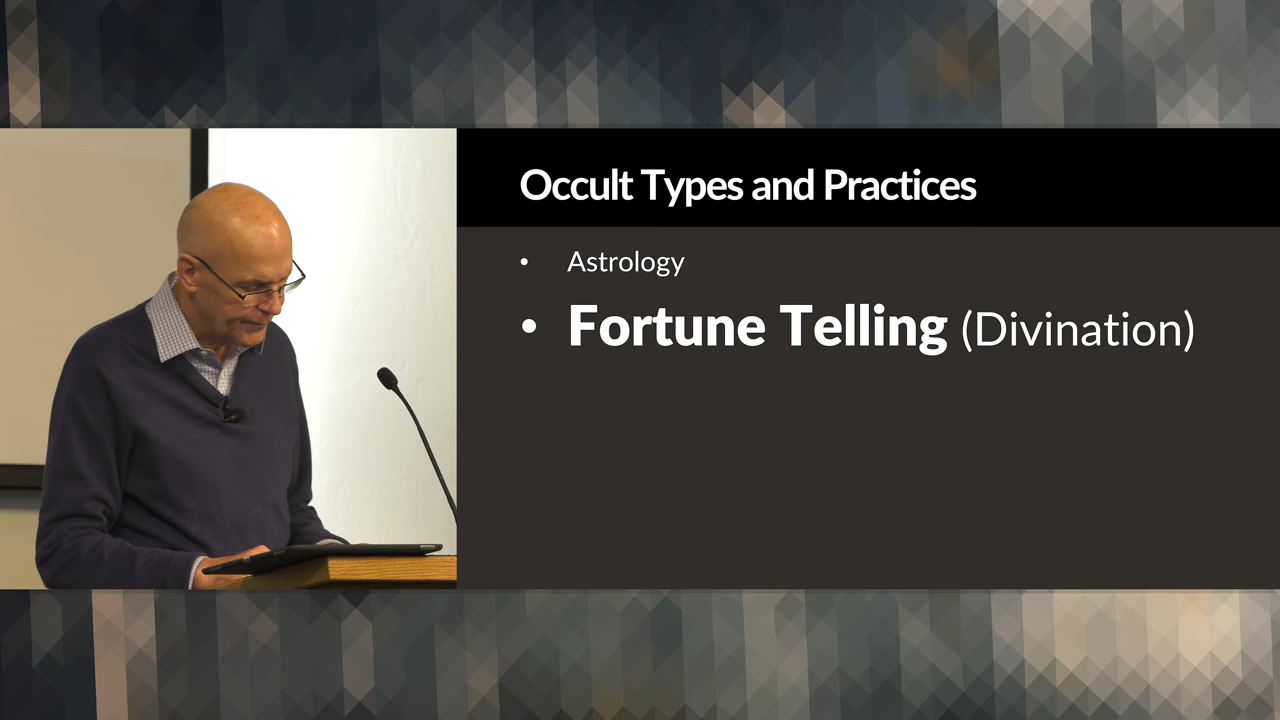 Occult Types and Practices
• Astrology
• Fortune Telling (Divination)